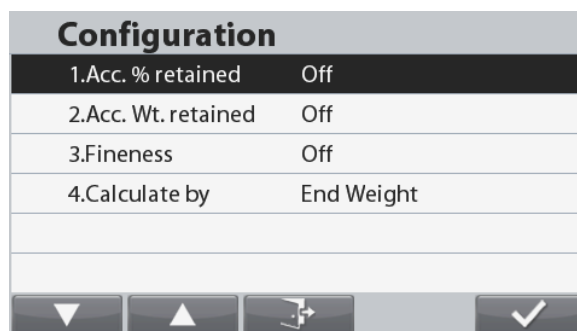 Configuration
1.Acc. % retained Off
2.Acc. Wt. retained Off
3.Fineness Off
4.Calculate by End Weight